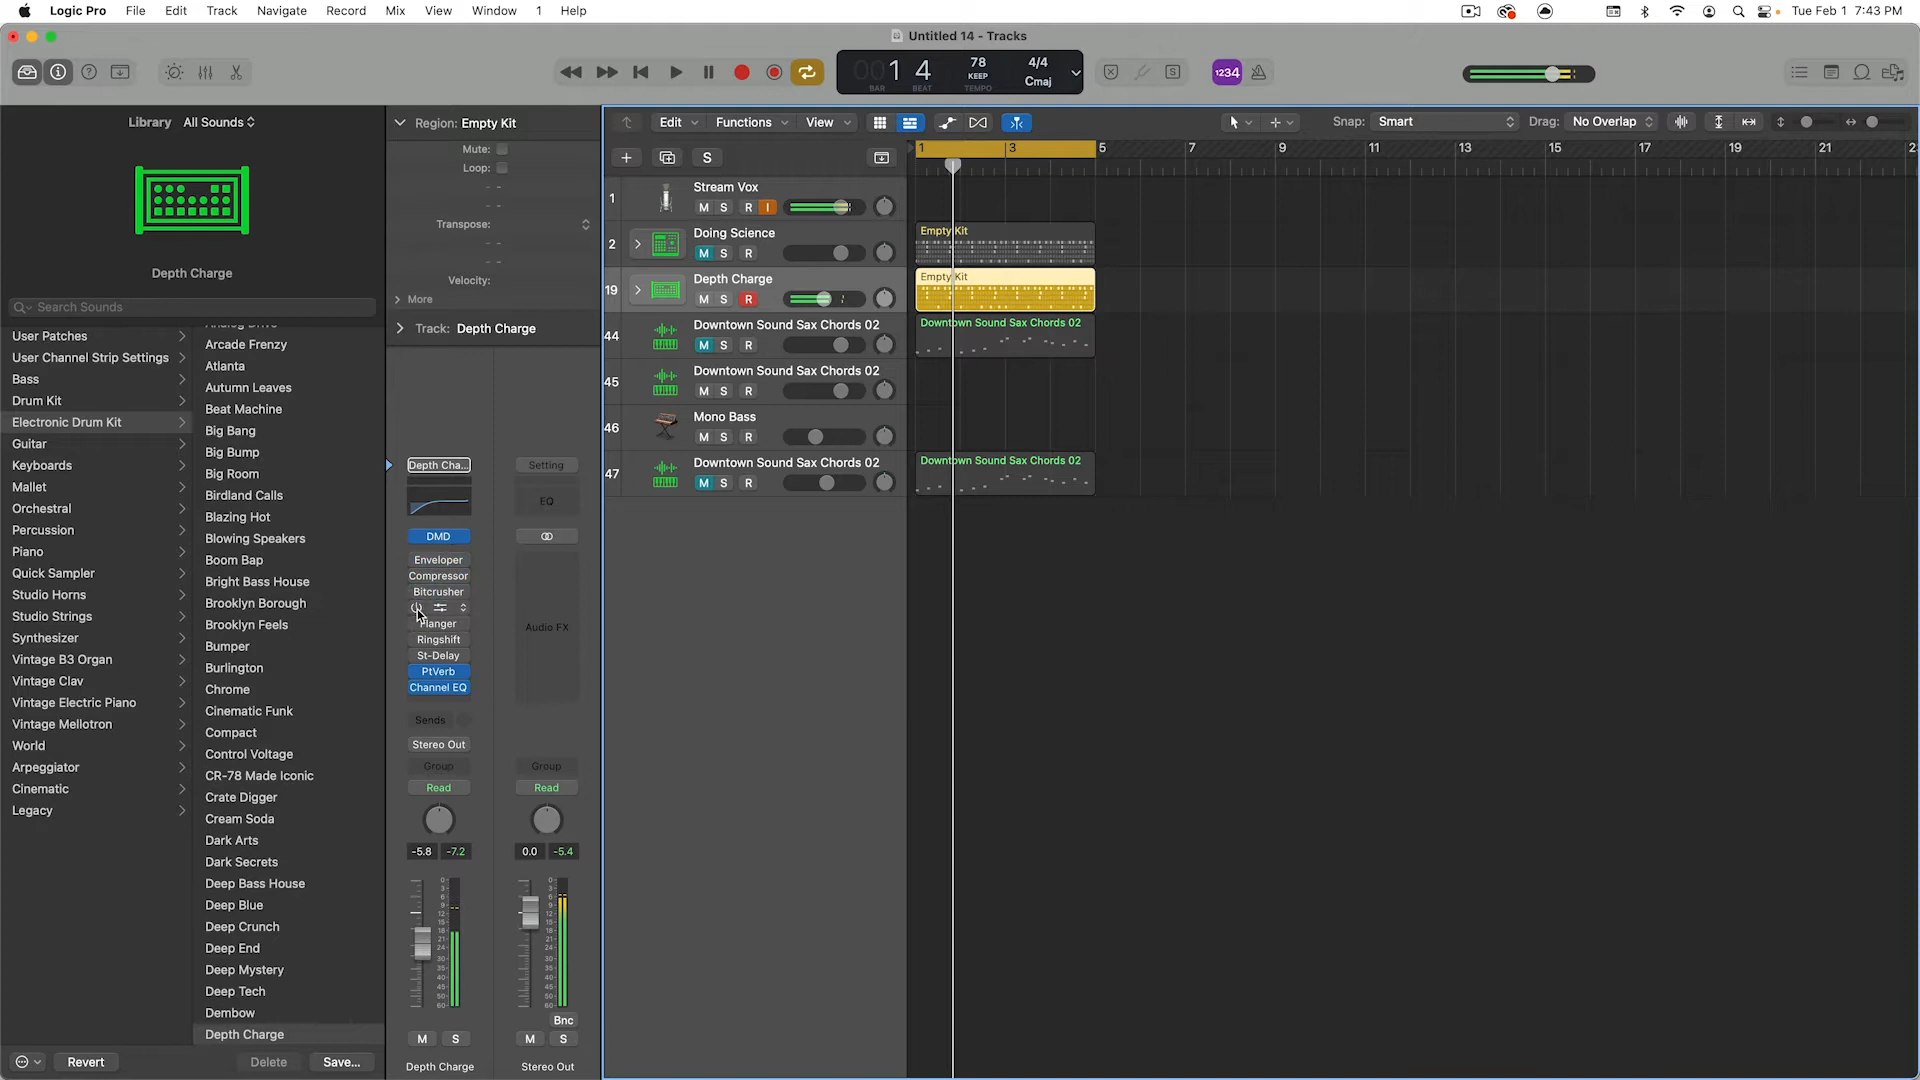 Logic Pro File Edit Track Navigate Record Mix View Window 1 Help Tue Feb 1 7:43 PM
Untitled 14 - Tracks
001 4 78 4/4
KEEP Cmaj
BAR BEAT TEMPO
1234
Library All Sounds
Depth Charge
Search Sounds
User Patches
User Channel Strip Settings
Bass
Drum Kit
Electronic Drum Kit
Guitar
Keyboards
Mallet
Orchestral
Percussion
Piano
Quick Sampler
Studio Horns
Studio Strings
Synthesizer
Vintage B3 Organ
Vintage Clav
Vintage Electric Piano
Vintage Mellotron
World
Arpeggiator
Cinematic
Legacy
Arcade Frenzy
Atlanta
Autumn Leaves
Beat Machine
Big Bang
Big Bump
Big Room
Birdland Calls
Blazing Hot
Blowing Speakers
Boom Bap
Bright Bass House
Brooklyn Borough
Brooklyn Feels
Bumper
Burlington
Chrome
Cinematic Funk
Compact
Control Voltage
CR-78 Made Iconic
Crate Digger
Cream Soda
Dark Arts
Dark Secrets
Deep Bass House
Deep Blue
Deep Crunch
Deep End
Deep Mystery
Deep Tech
Dembow
Depth Charge
Revert Delete Save...
Region: Empty Kit
Mute:
Loop:
Transpose:
Velocity:
More
Track: Depth Charge
Depth Cha... Setting
EQ
DMD
Enveloper
Compressor
Bitcrusher
Flanger
Audio FX
Ringshift
St-Delay
PtVerb
Channel EQ
Sends
Stereo Out
Group Group
Read Read
-5.8 -7.2 0.0 -5.4
Bnc
M S M S
Depth Charge Stereo Out
Edit Functions View Snap: Smart Drag: No Overlap
S
1 3 5 7 9 11 13 15 17 19 21
1 Stream Vox
M S R I
2 Doing Science
M S R
Empty Kit
19 Depth Charge
M S R
Empty Kit
44 Downtown Sound Sax Chords 02
M S R
Downtown Sound Sax Chords 02
45 Downtown Sound Sax Chords 02
M S R
46 Mono Bass
M S R
47 Downtown Sound Sax Chords 02
M S R
Downtown Sound Sax Chords 02